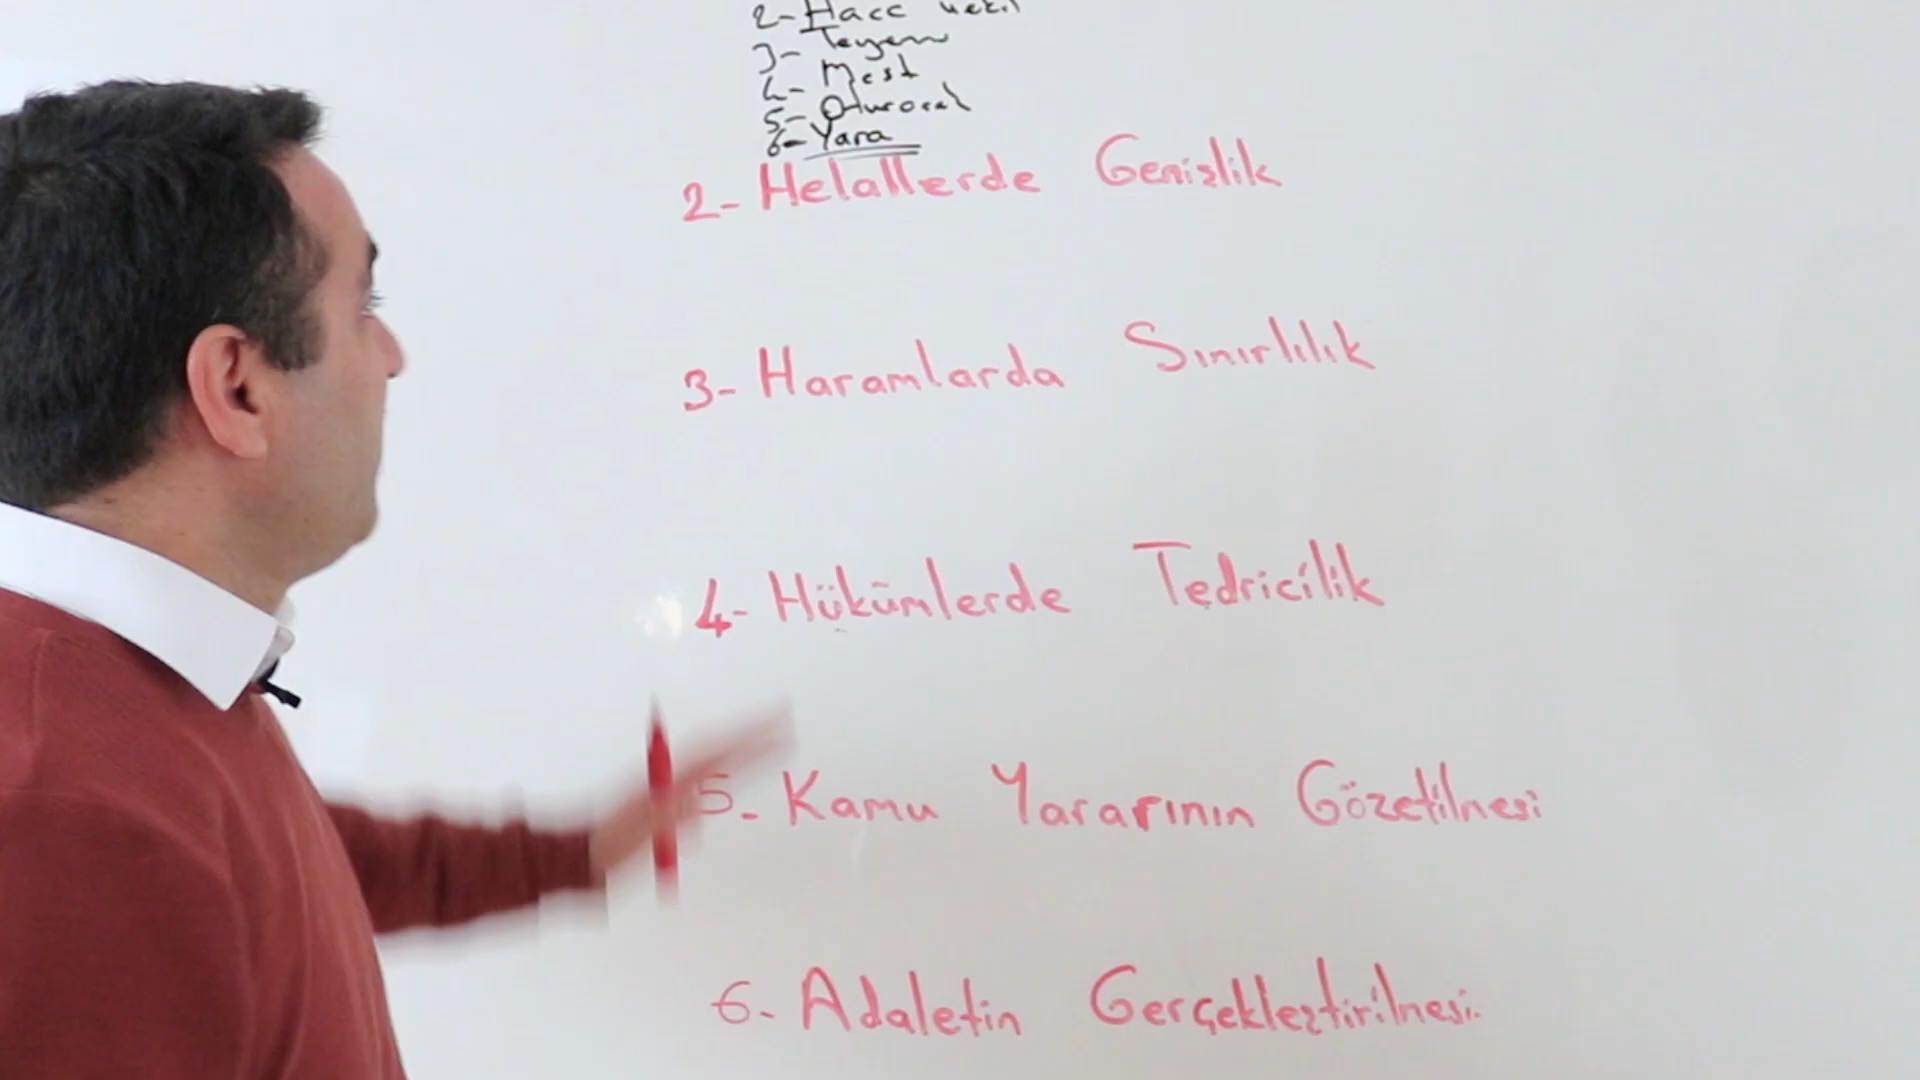 2- Hacc
3- Teyem
4- Mest
5- Oturarak
6- Yara
2- Helallerde Genişlik
3- Haramlarda Sınırlılık
4- Hükümlerde Tedricilik
5- Kamu Yararının Gözetilmesi
6- Adaletin Gerçekleştirilmesi.